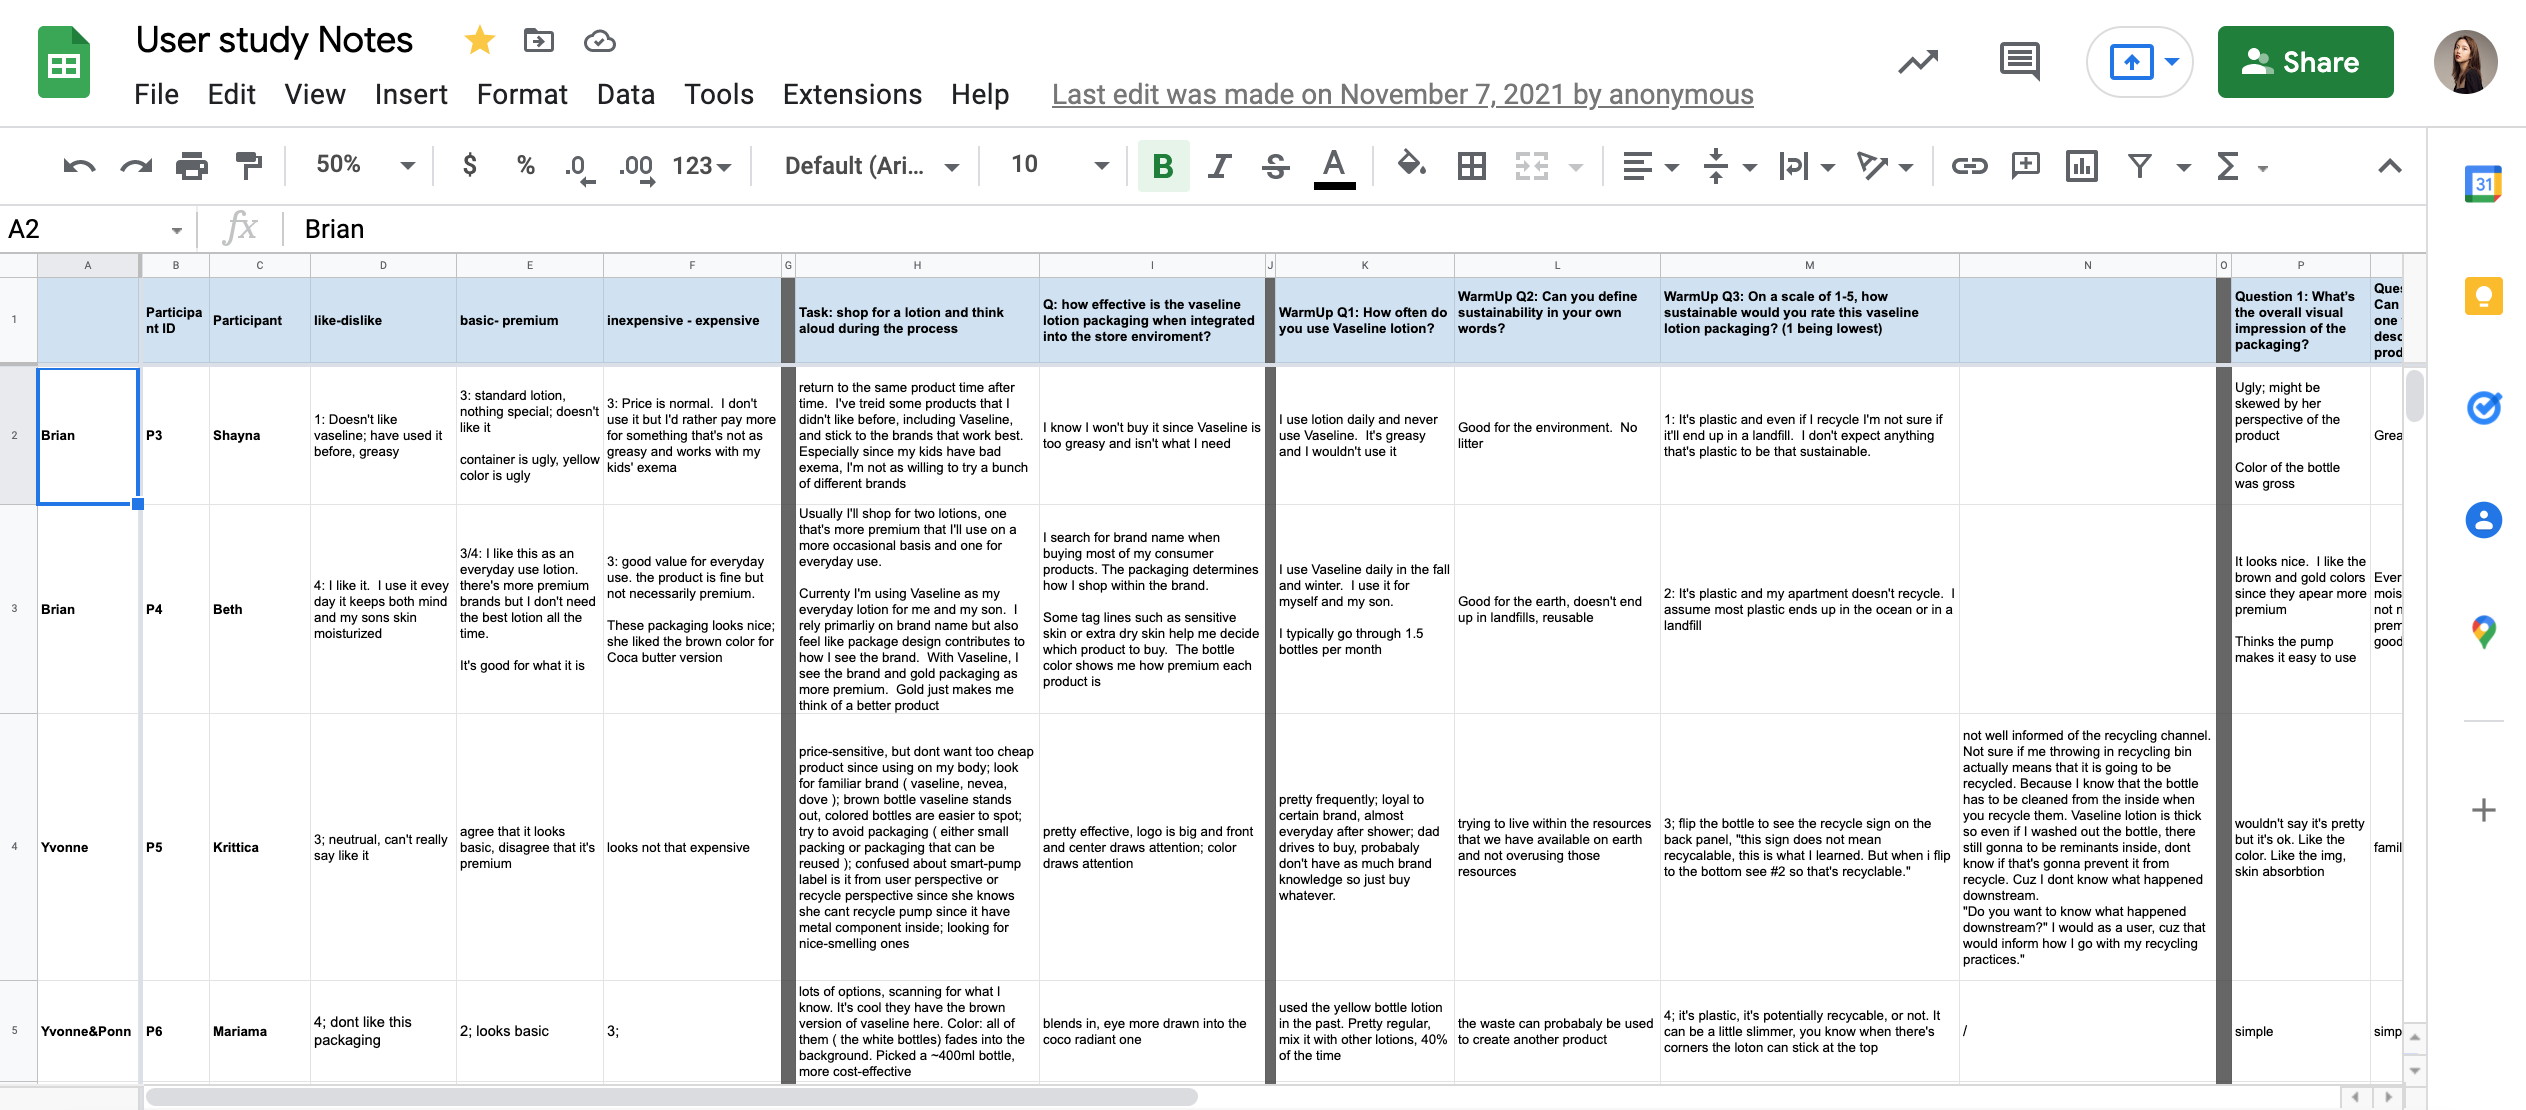 User study Notes
File Edit View Insert Format Data Tools Extensions Help Last edit was made on November 7, 2021 by anonymous
Share
50% $ % .0 .00 123 Default (Ari... 10 B I S A Σ
31
A2 fx Brian
A B C D E F G H I J K L M N O P
1
Participa
nt ID
Participant
like-dislike
basic- premium
inexpensive - expensive
Task: shop for a lotion and think
aloud during the process
Q: how effective is the vaseline
lotion packaging when integrated
into the store enviroment?
WarmUp Q1: How often do
you use Vaseline lotion?
WarmUp Q2: Can you define
sustainability in your own
words?
WarmUp Q3: On a scale of 1-5, how
sustainable would you rate this vaseline
lotion packaging? (1 being lowest)
Question 1: What's
the overall visual
impression of the
packaging?
Can
one
2
Brian
P3
Shayna
1: Doesn't like
vaseline; have used it
before, greasy
3: standard lotion,
nothing special; doesn't
like it
container is ugly, yellow
color is ugly
3: Price is normal. I don't
use it but I'd rather pay more
for something that's not as
greasy and works with my
kids' exema
return to the same product time after
time. I've treid some products that I
didn't like before, including Vaseline,
and stick to the brands that work best.
Especially since my kids have bad
exema, I'm not as willing to try a bunch
of different brands
I know I won't buy it since Vaseline is
too greasy and isn't what I need
I use lotion daily and never
use Vaseline. It's greasy
and I wouldn't use it
Good for the environment. No
litter
1: It's plastic and even if I recycle I'm not sure if
it'll end up in a landfill. I don't expect anything
that's plastic to be that sustainable.
Ugly; might be
skewed by her
perspective of the
product
Color of the bottle
was gross
3
Brian
P4
Beth
4: I like it. I use it evey
day it keeps both mind
and my sons skin
moisturized
3/4: I like this as an
everyday use lotion.
there's more premium
brands but I don't need
the best lotion all the
time.
It's good for what it is
3: good value for everyday
use. the product is fine but
not necessarily premium.
These packaging looks nice;
she liked the brown color for
Coca butter version
Usually I'll shop for two lotions, one
that's more premium that I'll use on a
more occasional basis and one for
everyday use.
Currenty I'm using Vaseline as my
everyday lotion for me and my son. I
rely primarliy on brand name but also
feel like package design contributes to
how I see the brand. With Vaseline, I
see the brand and gold packaging as
more premium. Gold just makes me
think of a better product
I search for brand name when
buying most of my consumer
products. The packaging determines
how I shop within the brand.
Some tag lines such as sensitive
skin or extra dry skin help me decide
which product to buy. The bottle
color shows me how premium each
product is
I use Vaseline daily in the fall
and winter. I use it for
myself and my son.
I typically go through 1.5
bottles per month
Good for the earth, doesn't end
up in landfills, reusable
2: It's plastic and my apartment doesn't recycle. I
assume most plastic ends up in the ocean or in a
landfill
It looks nice. I like the
brown and gold colors
since they apear more
premium
Thinks the pump
makes it easy to use
good
4
Yvonne
P5
Krittica
3; neutrual, can't really
say like it
agree that it looks
basic, disagree that it's
premium
looks not that expensive
price-sensitive, but dont want too cheap
product since using on my body; look
for familiar brand ( vaseline, nevea,
dove ); brown bottle vaseline stands
out, colored bottles are easier to spot;
try to avoid packaging ( either small
packing or packaging that can be
reused ); confused about smart-pump
label is it from user perspective or
recycle perspective since she knows
she cant recycle pump since it have
metal component inside; looking for
nice-smelling ones
pretty effective, logo is big and front
and center draws attention; color
draws attention
pretty frequently; loyal to
certain brand, almost
everyday after shower; dad
drives to buy, probabaly
don't have as much brand
knowledge so just buy
whatever.
trying to live within the resources
that we have available on earth
and not overusing those
resources
3; flip the bottle to see the recycle sign on the
back panel, "this sign does not mean
recycalable, this is what I learned. But when i flip
to the bottom see #2 so that's recyclable."
not well informed of the recycling channel.
Not sure if me throwing in recycling bin
actually means that it is going to be
recycled. Because I know that the bottle
has to be cleaned from the inside when
you recycle them. Vaseline lotion is thick
so even if I washed out the bottle, there
still gonna to be reminants inside, dont
know if that's gonna prevent it from
recycle. Cuz I dont know what happened
downstream.
"Do you want to know what happened
downstream?" I would as a user, cuz that
would inform how I go with my recycling
practices."
wouldn't say it's pretty
but it's ok. Like the
color. Like the img,
skin absorbtion
5
Yvonne&Ponn
P6
Mariama
4; dont like this
packaging
2; looks basic
3;
lots of options, scanning for what I
know. It's cool they have the brown
version of vaseline here. Color: all of
them ( the white bottles) fades into the
background. Picked a ~400ml bottle,
more cost-effective
blends in, eye more drawn into the
coco radiant one
used the yellow bottle lotion
in the past. Pretty regular,
mix it with other lotions, 40%
of the time
the waste can probabaly be used
to create another product
4; it's plastic, it's potentially recycable, or not. It
can be a little slimmer, you know when there's
corners the loton can stick at the top
/
simple